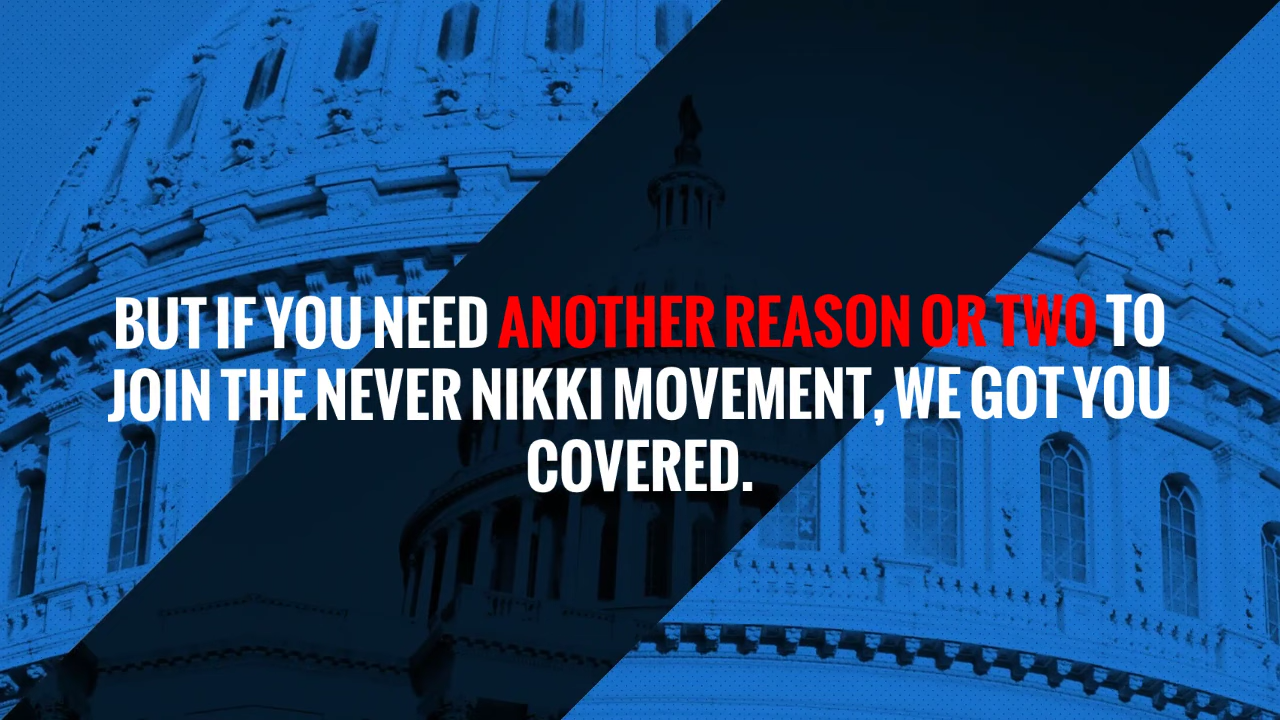 BUT IF YOU NEED ANOTHER REASON OR TWO TO
JOIN THE NEVER NIKKI MOVEMENT, WE GOT YOU
COVERED.